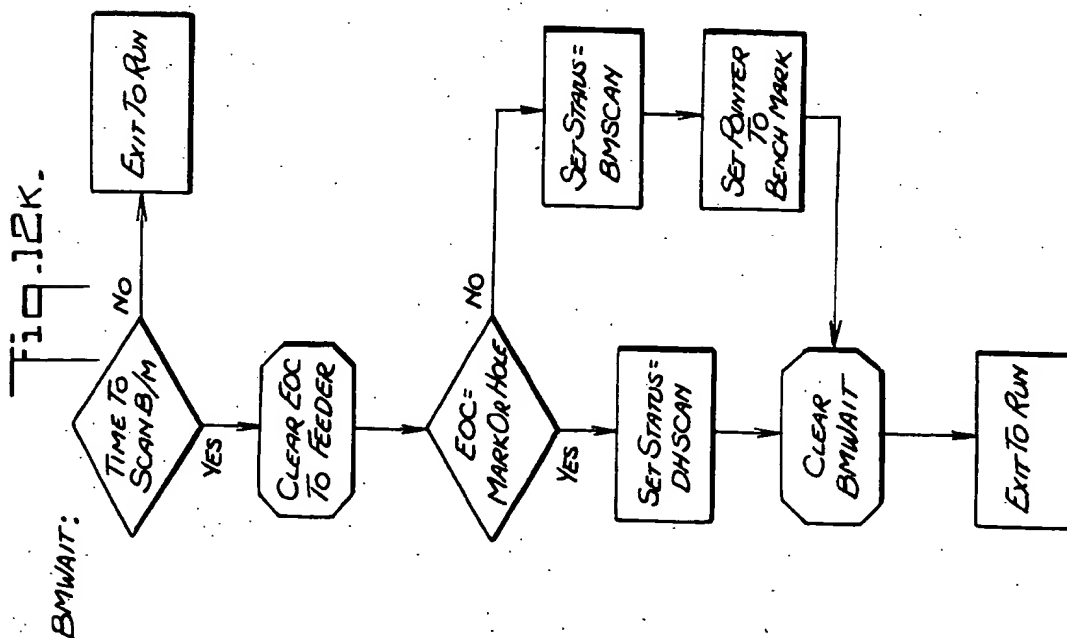 Fig. 12K.
BMWAIT:
TIME TO
SCAN B/M
NO
EXIT TO RUN
YES
CLEAR EOC
TO FEEDER
EOC=
MARK OR HOLE
NO
SET STATUS=
BMSCAN
SET POINTER
TO
BENCH MARK
YES
SET STATUS=
DHSCAN
CLEAR
BMWAIT
EXIT TO RUN